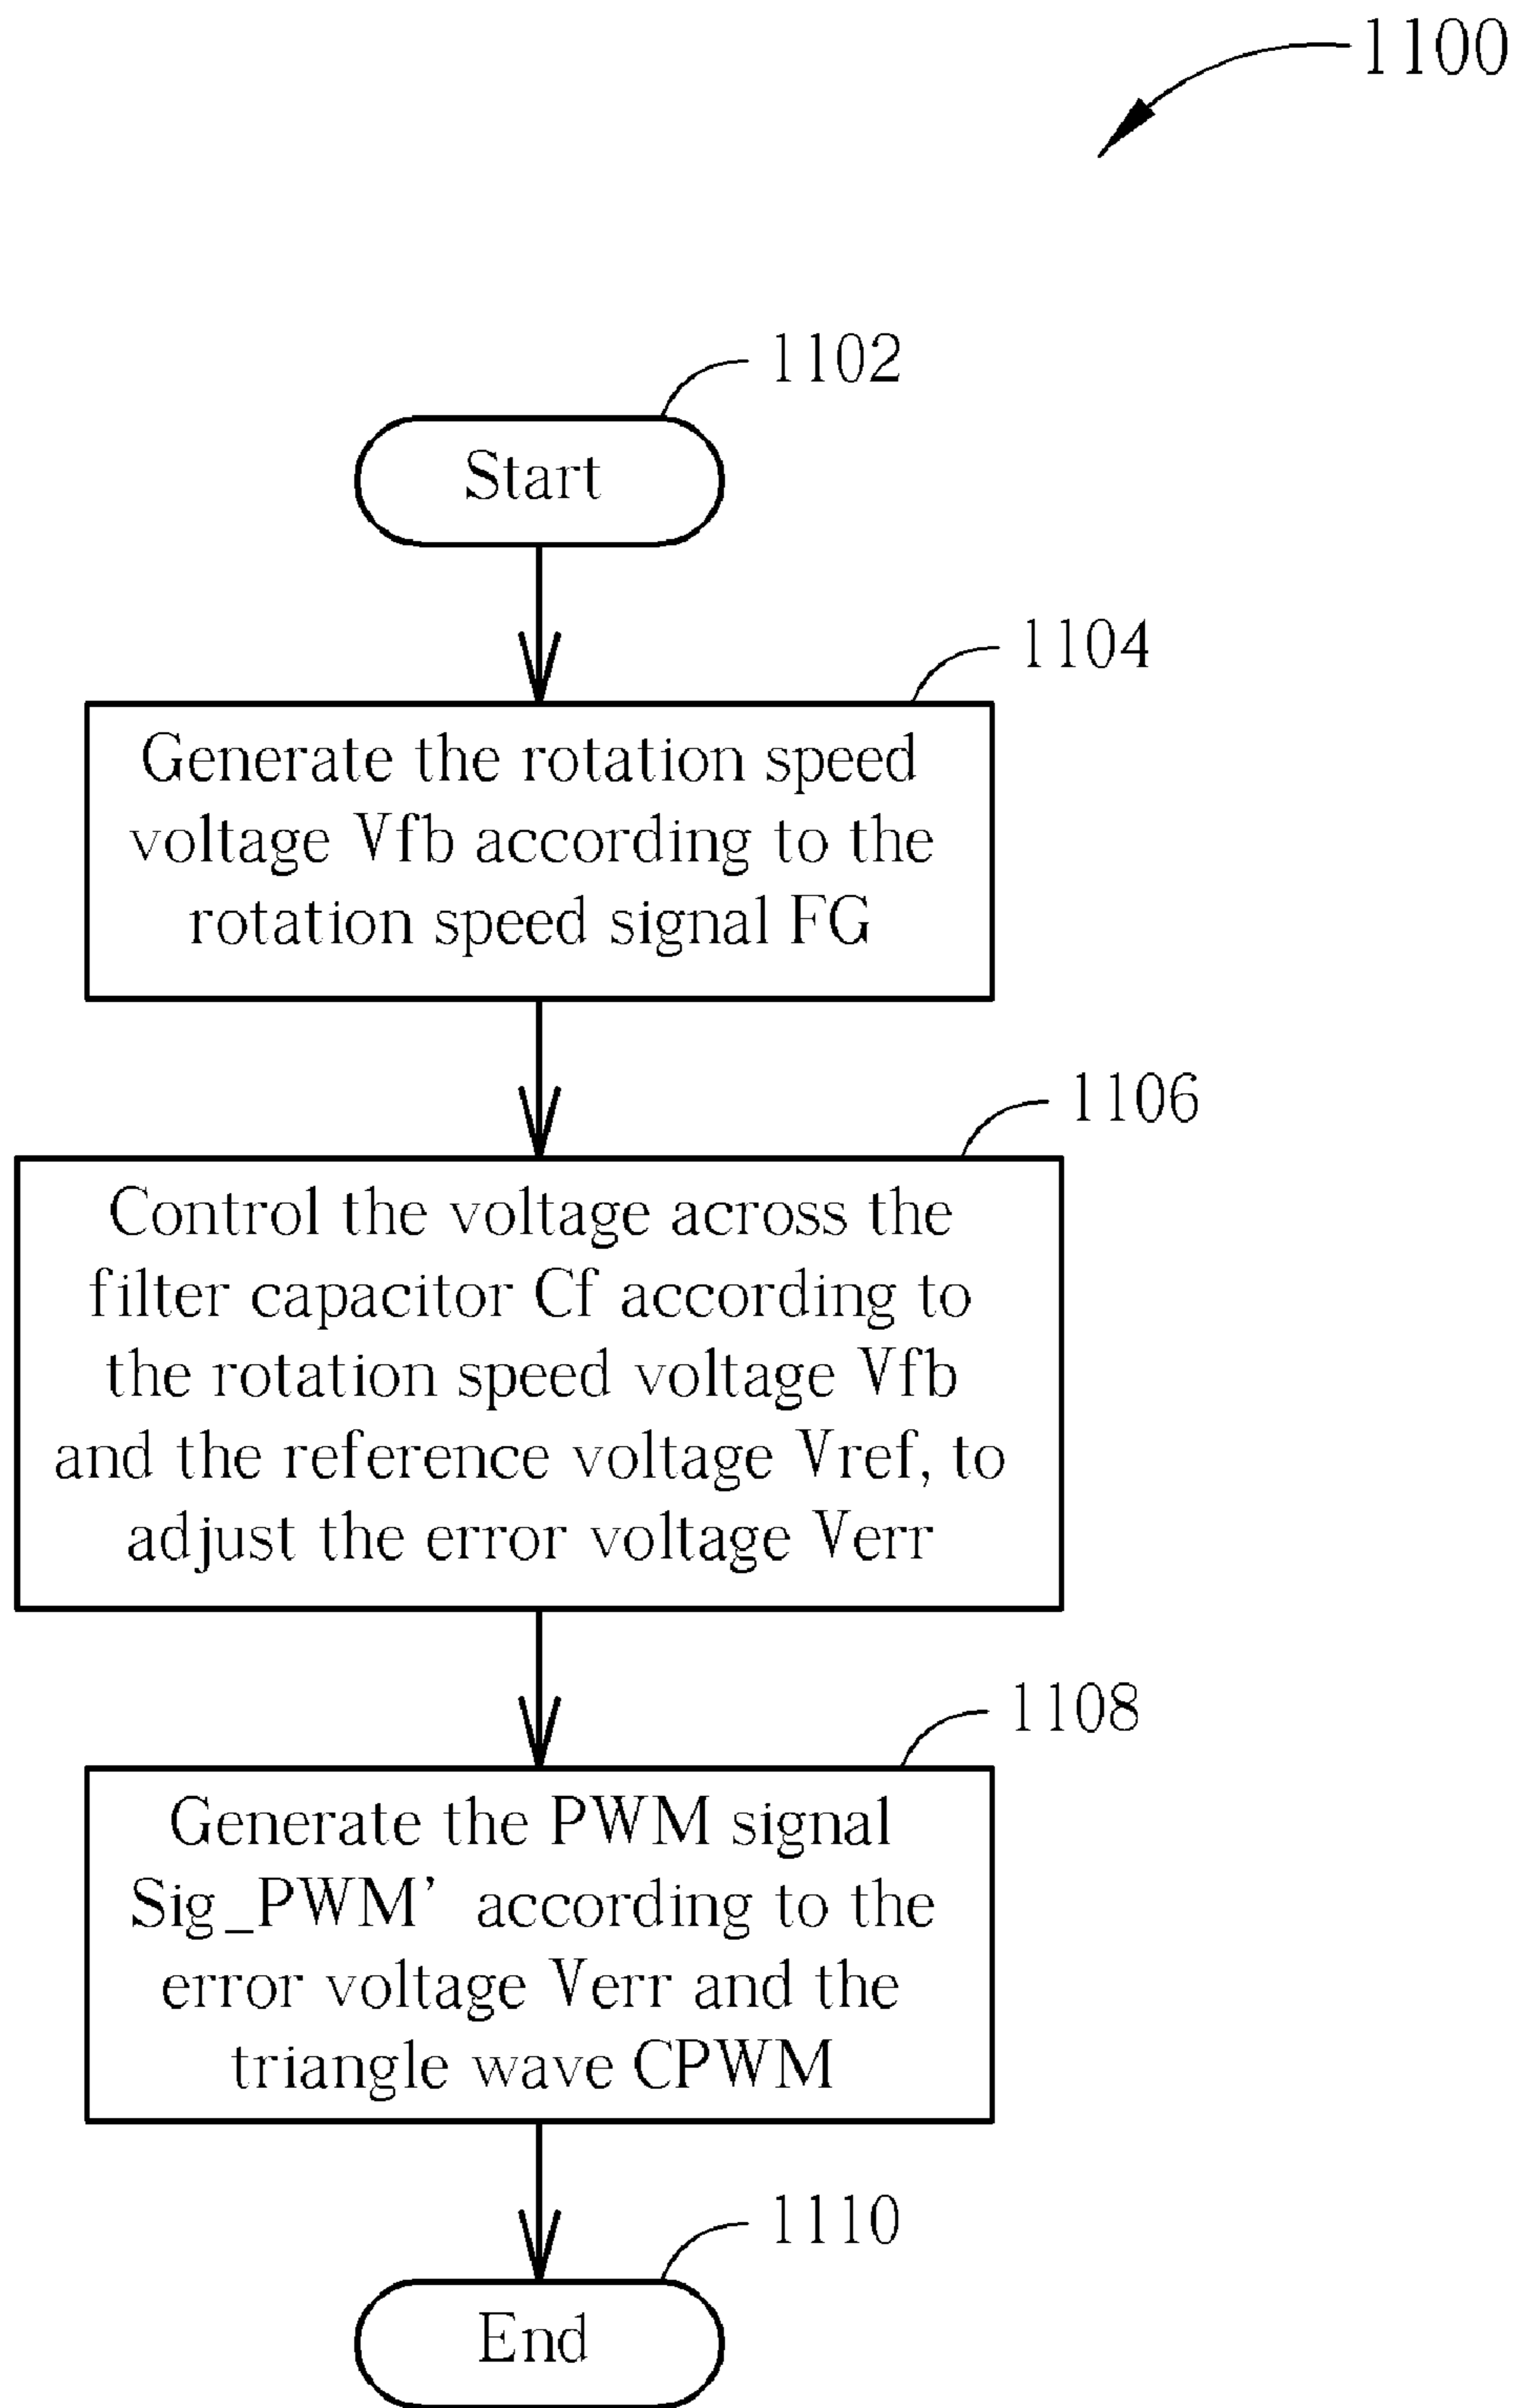 1100
1102
Start
1104
Generate the rotation speed
voltage Vfb according to the
rotation speed signal FG
1106
Control the voltage across the
filter capacitor Cf according to
the rotation speed voltage Vfb
and the reference voltage Vref, to
adjust the error voltage Verr
1108
Generate the PWM signal
Sig_PWM’ according to the
error voltage Verr and the
triangle wave CPWM
1110
End